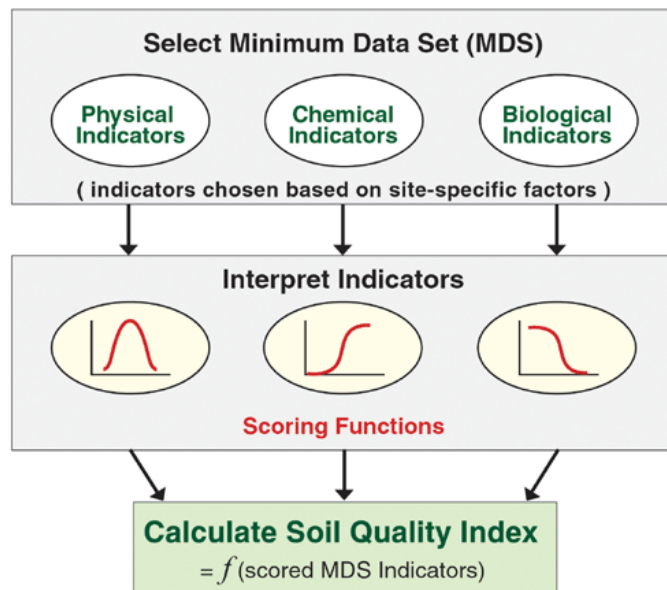 Select Minimum Data Set (MDS)
Physical
Indicators
Chemical
Indicators
Biological
Indicators
( indicators chosen based on site-specific factors )
Interpret Indicators
Scoring Functions
Calculate Soil Quality Index
= f (scored MDS Indicators)